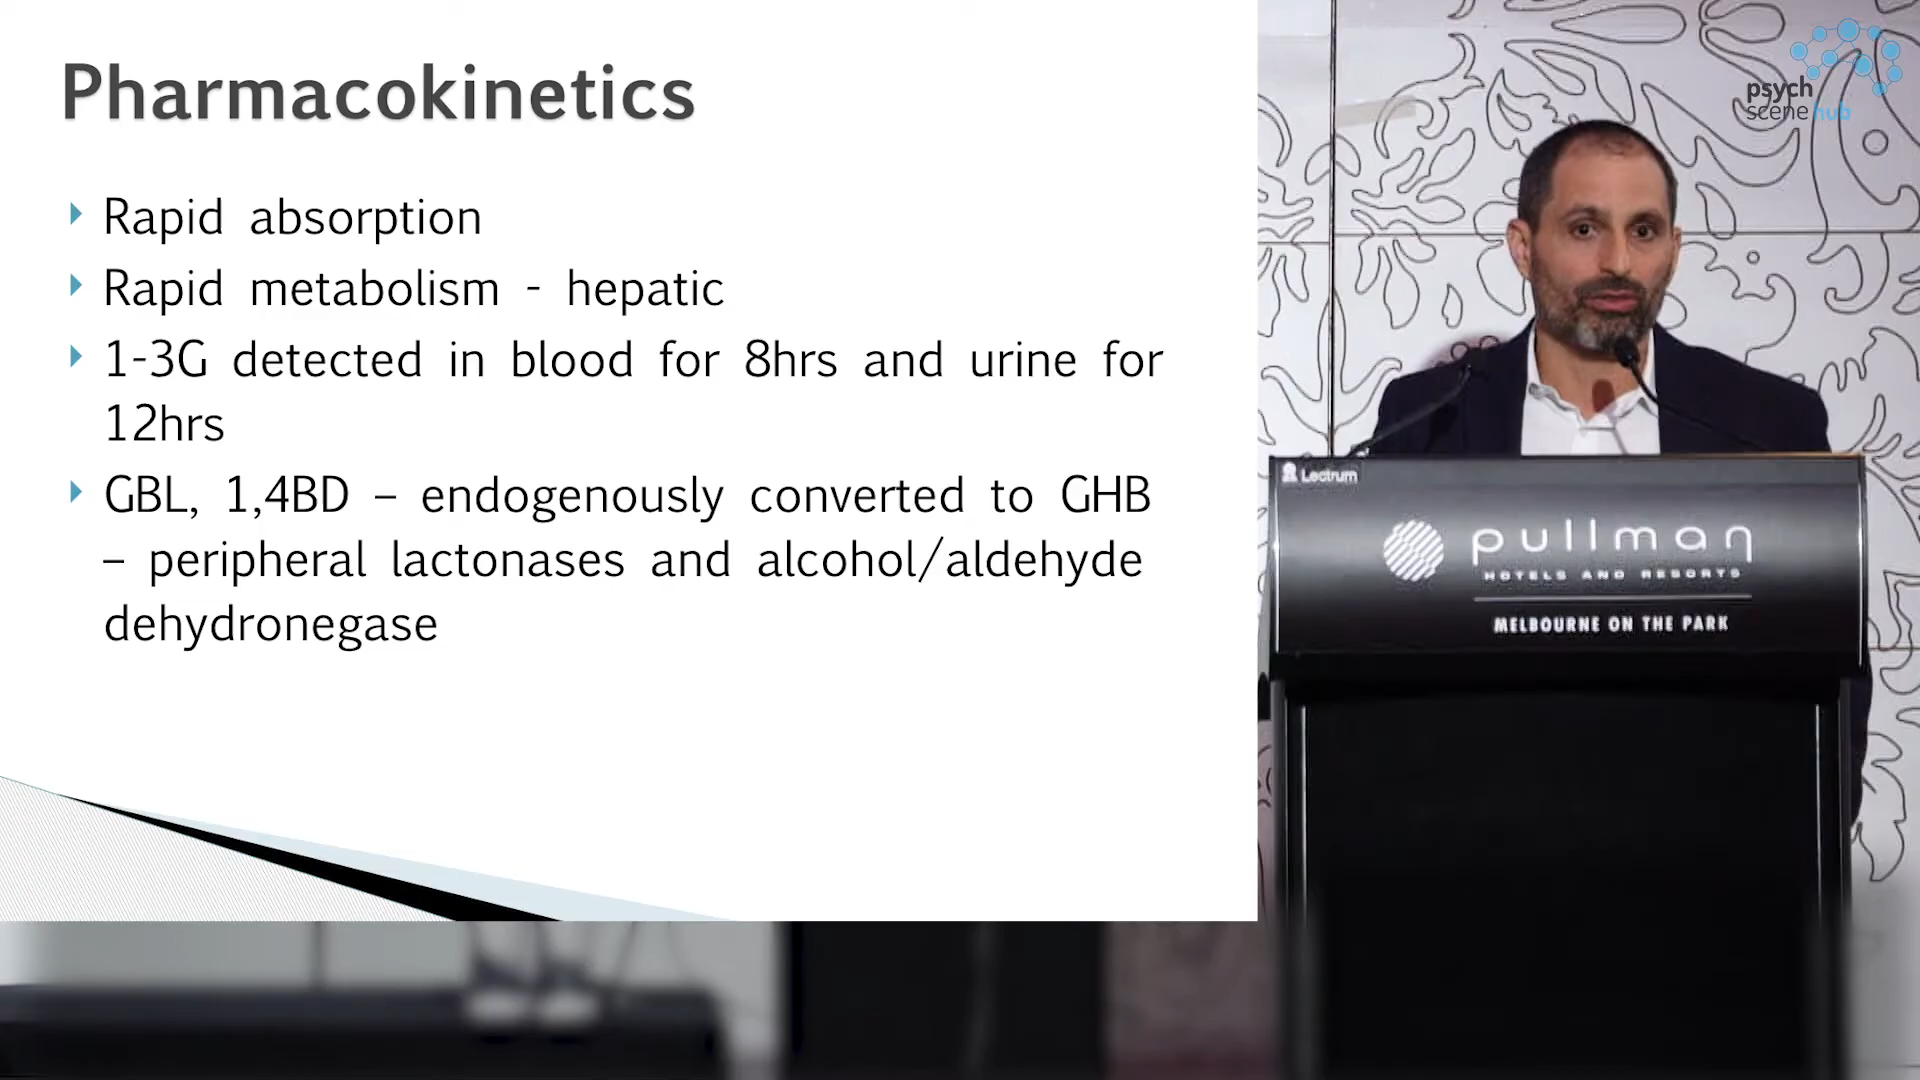 Pharmacokinetics
Rapid absorption
Rapid metabolism - hepatic
1-3G detected in blood for 8hrs and urine for
12hrs
GBL, 1,4BD – endogenously converted to GHB
– peripheral lactonases and alcohol/aldehyde
dehydronegase
psych
scene hub
Lectrum
pullman
HOTELS AND RESORTS
MELBOURNE ON THE PARK